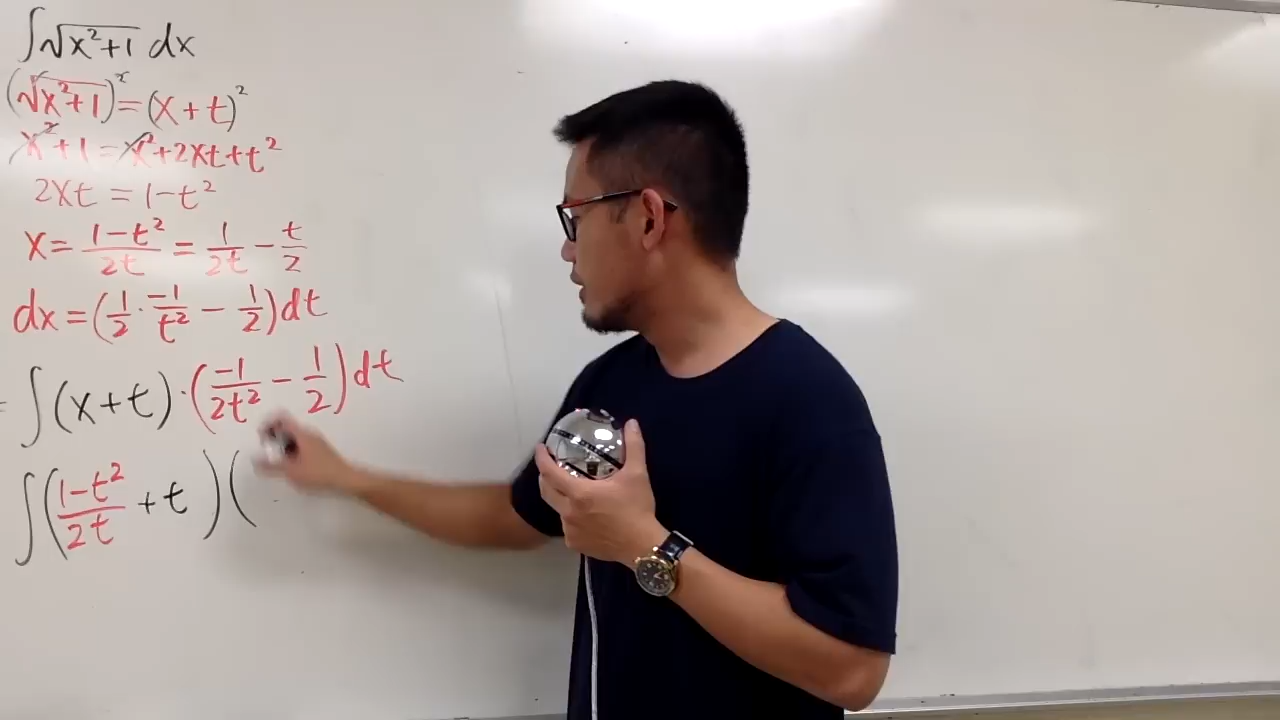 ∫√(x²+1) dx
(√(x²+1))² = (x+t)²
x²+1 = x²+2xt+t²
2xt = 1-t²
x = (1-t²)/(2t) = 1/(2t) - t/2
dx = (1/2 · -1/t² - 1/2)dt
= ∫(x+t)·(-1/(2t²) - 1/2)dt
∫((1-t²)/(2t) + t)(